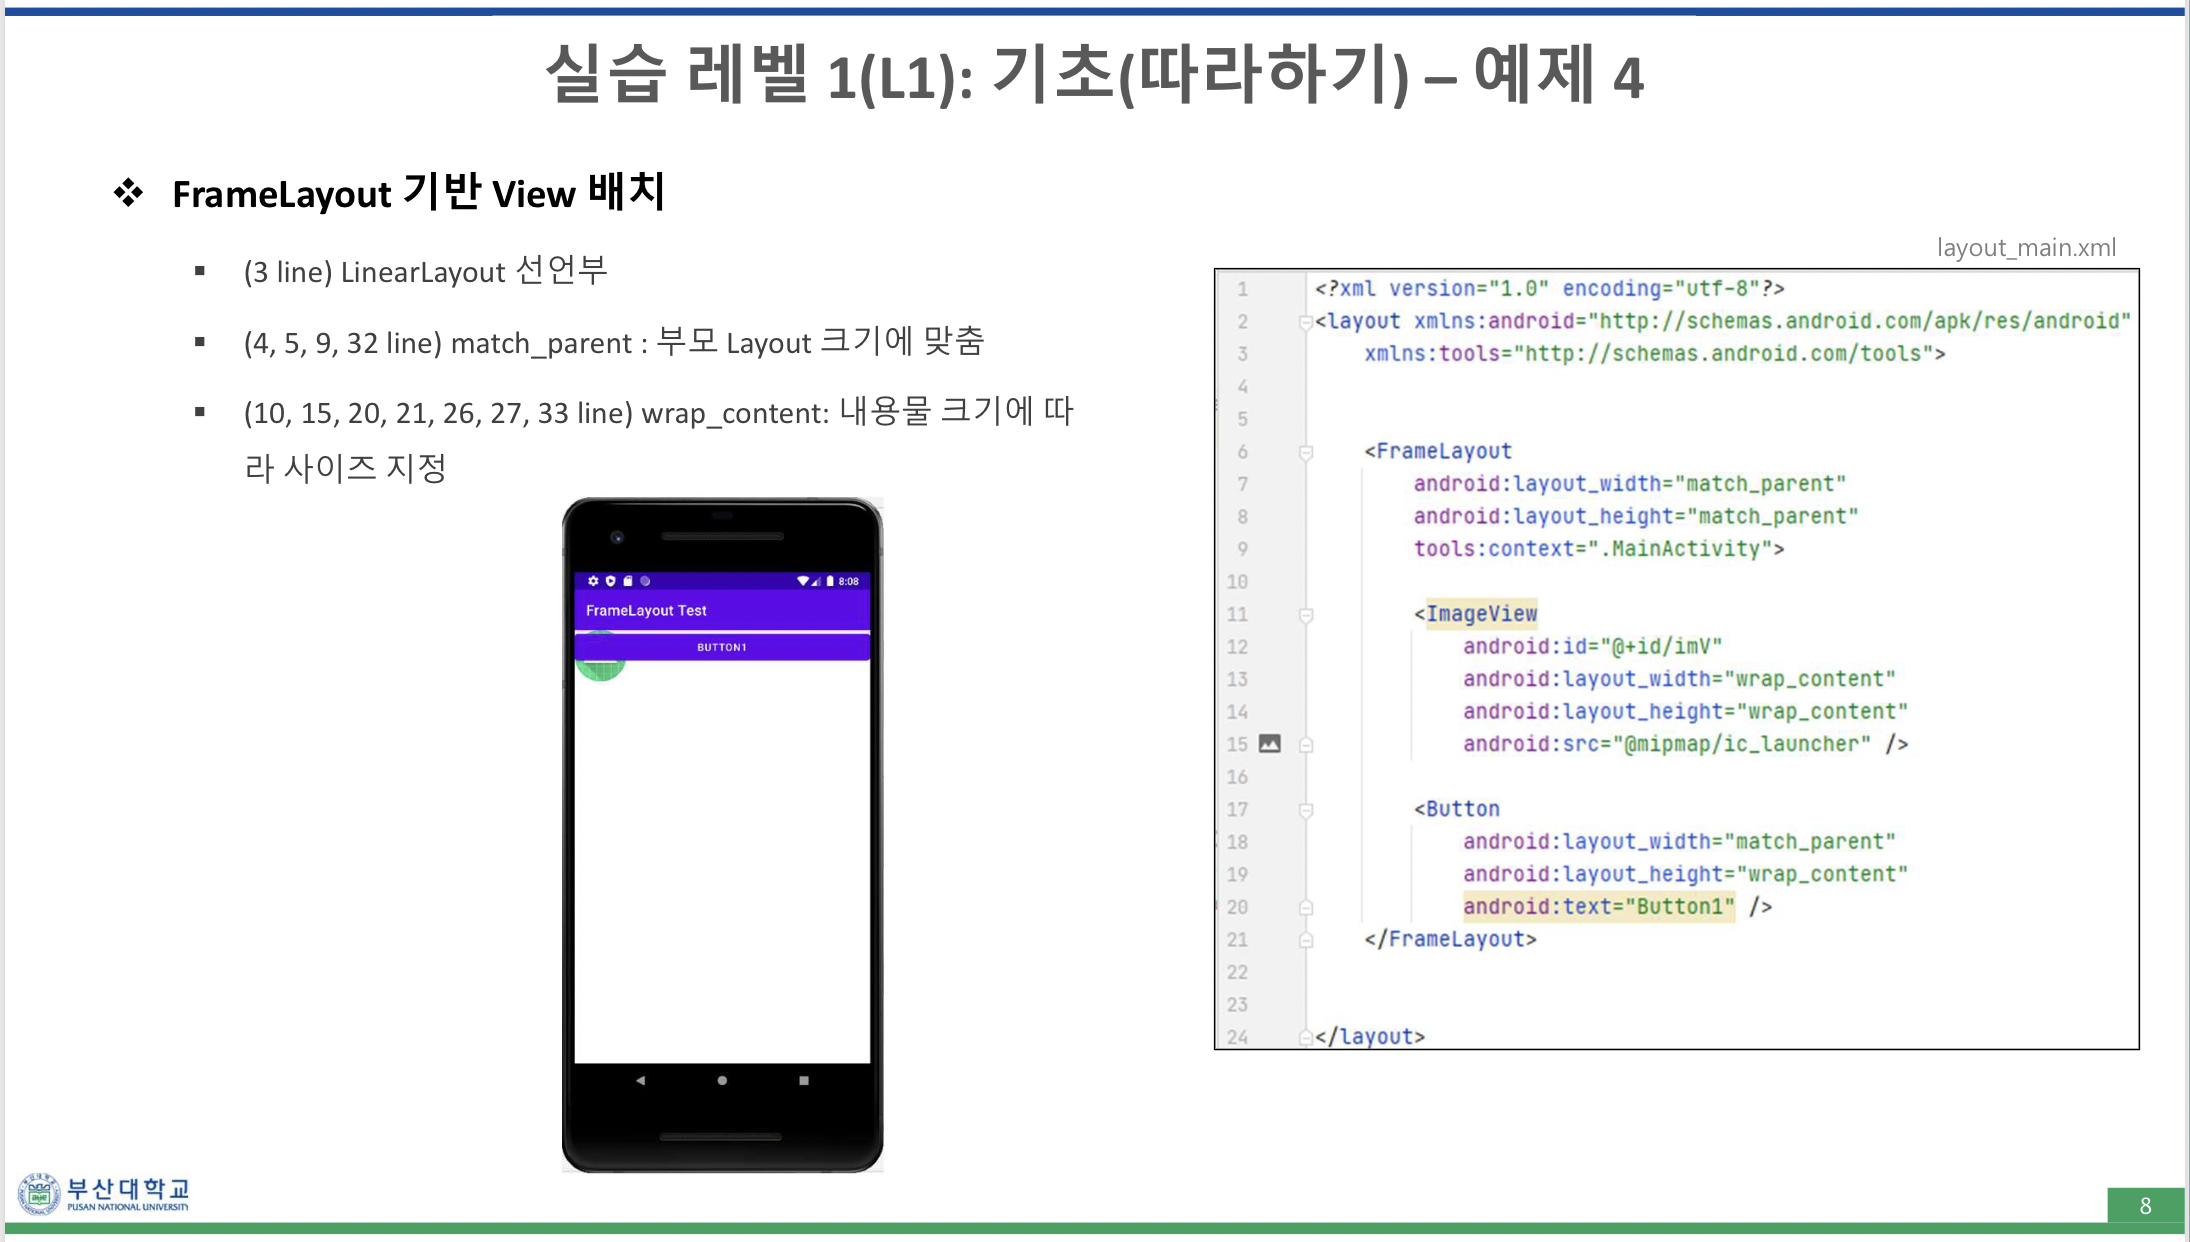 실습 레벨 1(L1): 기초(따라하기) – 예제 4
❖ FrameLayout 기반 View 배치
▪ (3 line) LinearLayout 선언부
▪ (4, 5, 9, 32 line) match_parent : 부모 Layout 크기에 맞춤
▪ (10, 15, 20, 21, 26, 27, 33 line) wrap_content: 내용물 크기에 따
라 사이즈 지정
8:08
FrameLayout Test
BUTTON1
layout_main.xml
1 <?xml version="1.0" encoding="utf-8"?>
2 <layout xmlns:android="http://schemas.android.com/apk/res/android"
3     xmlns:tools="http://schemas.android.com/tools">
4
5
6     <FrameLayout
7         android:layout_width="match_parent"
8         android:layout_height="match_parent"
9         tools:context=".MainActivity">
10
11         <ImageView
12             android:id="@+id/imV"
13             android:layout_width="wrap_content"
14             android:layout_height="wrap_content"
15             android:src="@mipmap/ic_launcher" />
16
17         <Button
18             android:layout_width="match_parent"
19             android:layout_height="wrap_content"
20             android:text="Button1" />
21     </FrameLayout>
22
23
24 </layout>
부산대학교
PUSAN NATIONAL UNIVERSITY
8